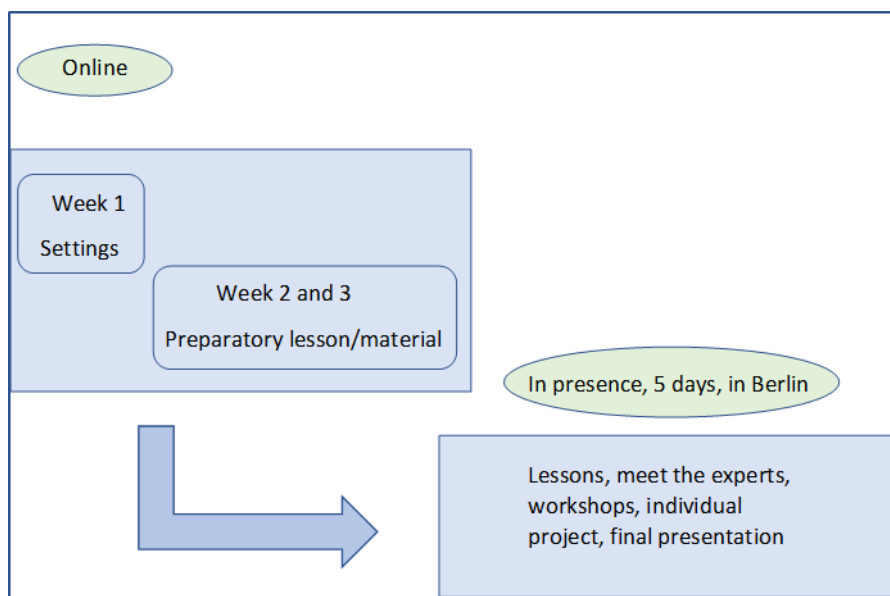 Online
Week 1
Settings
Week 2 and 3
Preparatory lesson/material
In presence, 5 days, in Berlin
Lessons, meet the experts,
workshops, individual
project, final presentation